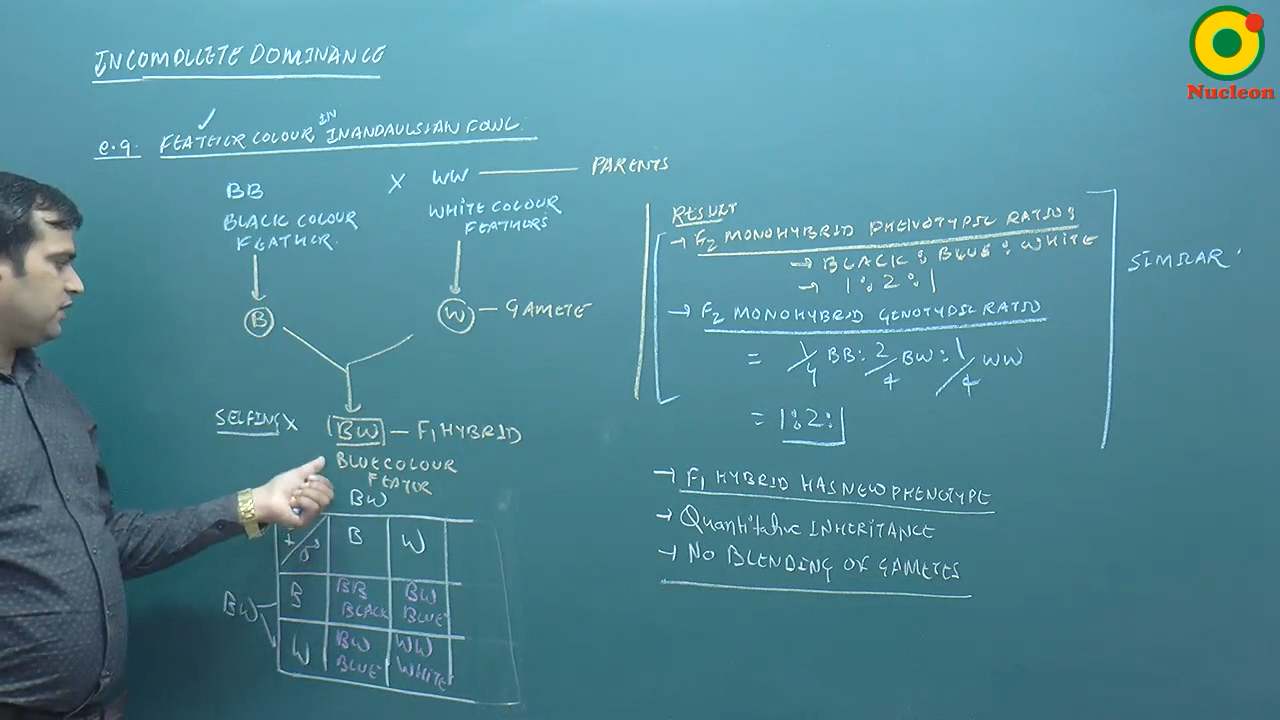 INCOMPLETE DOMINANCE
e.g. FEATHER COLOUR IN ANDAULSIAN FOWL.
BB X WW — PARENTS
BLACK COLOUR FEATHER.
WHITE COLOUR FEATHERS
B W — GAMETE
SELFING X BW — F1 HYBRID
BLUE COLOUR
FEATER
BW
♀ ♂ B W
BW
B BB BLACK BW BLUE
W BW BLUE WW WHITE
RESULT
→ F2 MONOHYBRID PHENOTYPIC RATIO:
→ BLACK : BLUE : WHITE
→ 1:2:1
→ F2 MONOHYBRID GENOTYPIC RATIO
= 1/4 BB : 2/4 BW : 1/4 WW
= 1:2:1
SIMILAR.
→ F1 HYBRID HAS NEW PHENOTYPE
→ Quantitative INHERITANCE
→ NO BLENDING OF GAMETES
Nucleon